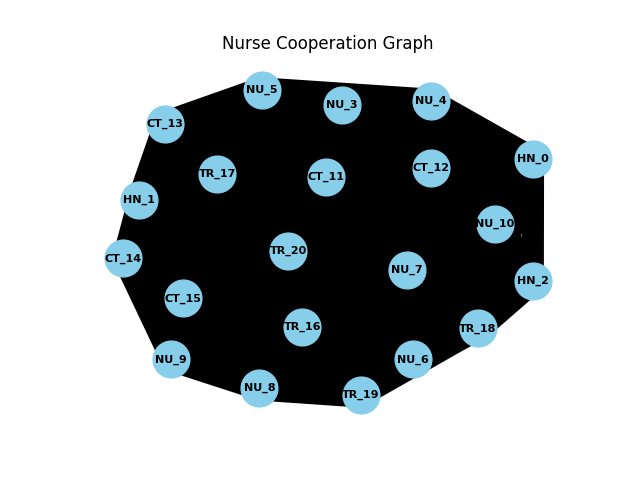 Nurse Cooperation Graph
NU_5
NU_3
NU_4
CT_13
HN_0
CT_12
TR_17
CT_11
HN_1
NU_10
TR_20
CT_14
NU_7
HN_2
CT_15
TR_16
TR_18
NU_9
NU_6
NU_8
TR_19